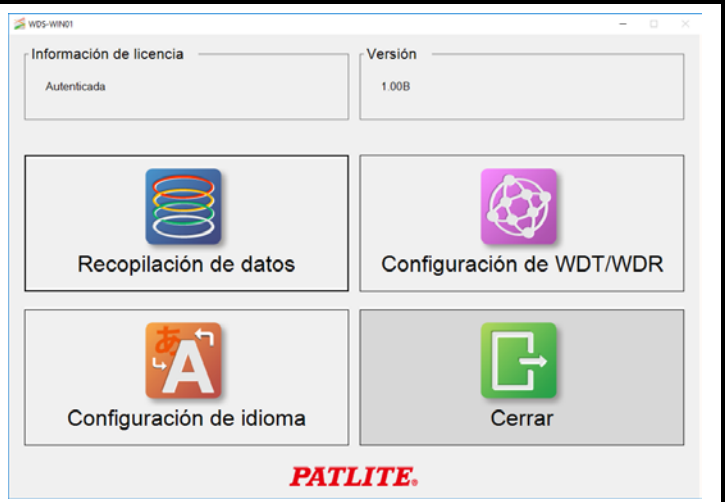 WDS-WIN01
Información de licencia
Versión
Autenticada
1.00B
Recopilación de datos
Configuración de WDT/WDR
あ
A
Configuración de idioma
Cerrar
PATLITE®